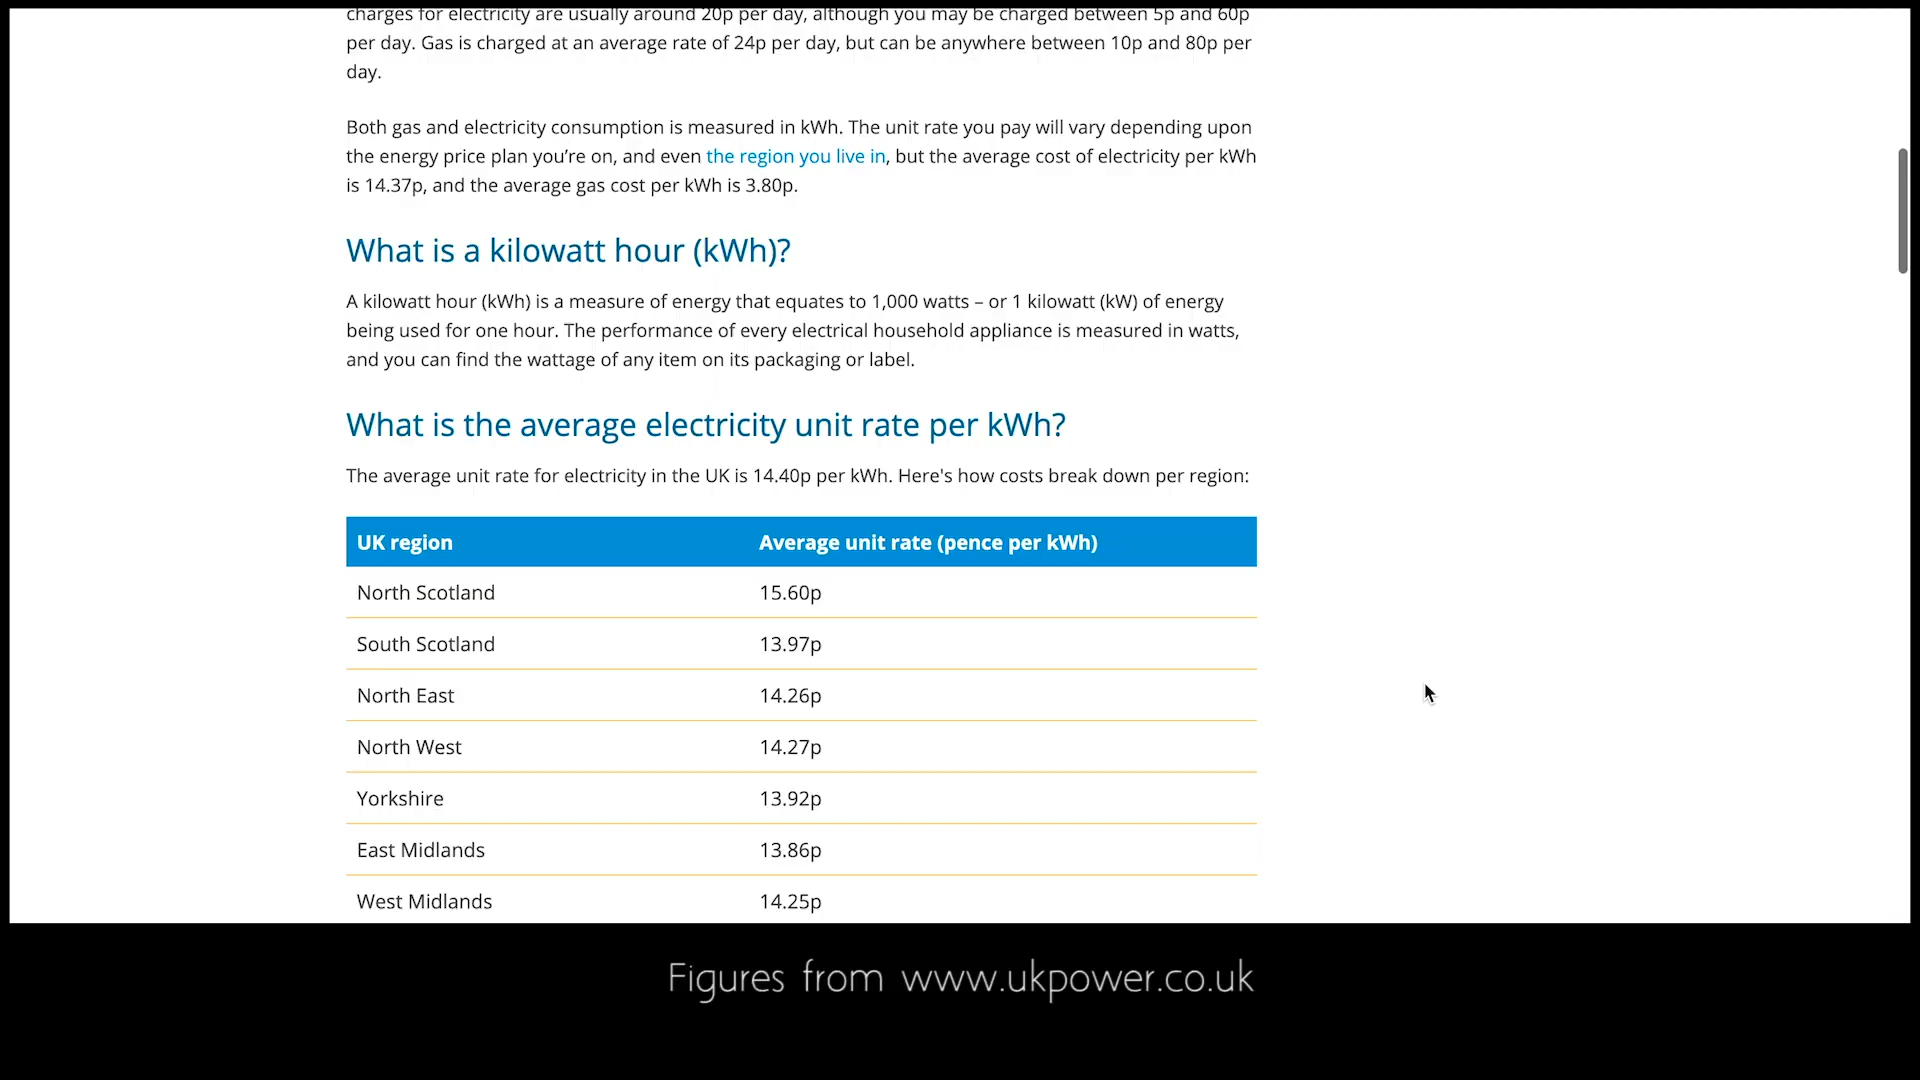 charges for electricity are usually around 20p per day, although you may be charged between 5p and 60p
per day. Gas is charged at an average rate of 24p per day, but can be anywhere between 10p and 80p per
day.
Both gas and electricity consumption is measured in kWh. The unit rate you pay will vary depending upon
the energy price plan you’re on, and even the region you live in, but the average cost of electricity per kWh
is 14.37p, and the average gas cost per kWh is 3.80p.
What is a kilowatt hour (kWh)?
A kilowatt hour (kWh) is a measure of energy that equates to 1,000 watts – or 1 kilowatt (kW) of energy
being used for one hour. The performance of every electrical household appliance is measured in watts,
and you can find the wattage of any item on its packaging or label.
What is the average electricity unit rate per kWh?
The average unit rate for electricity in the UK is 14.40p per kWh. Here's how costs break down per region:
UK region Average unit rate (pence per kWh)
North Scotland 15.60p
South Scotland 13.97p
North East 14.26p
North West 14.27p
Yorkshire 13.92p
East Midlands 13.86p
West Midlands 14.25p
Figures from www.ukpower.co.uk